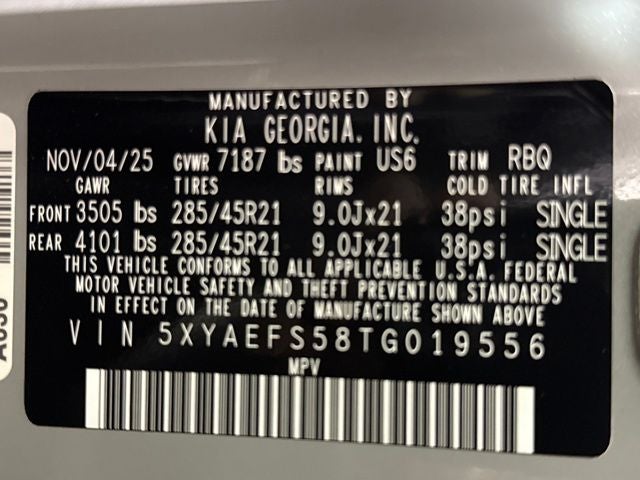 MANUFACTURED BY
KIA GEORGIA. INC.
NOV/04/25 GVWR 7187 lbs PAINT US6 TRIM RBQ
GAWR TIRES RIMS COLD TIRE INFL
FRONT 3505 lbs 285/45R21 9.0Jx21 38psi SINGLE
REAR 4101 lbs 285/45R21 9.0Jx21 38psi SINGLE
THIS VEHICLE CONFORMS TO ALL APPLICABLE U.S.A. FEDERAL
MOTOR VEHICLE SAFETY AND THEFT PREVENTION STANDARDS
IN EFFECT ON THE DATE OF MANUFACTURE SHOWN ABOVE
VIN 5XYAEFS58TG019556
MPV